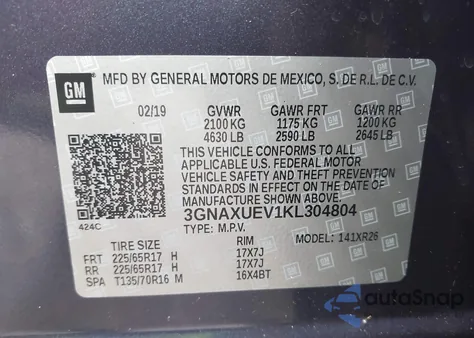 GM
MFD BY GENERAL MOTORS DE MEXICO, S. DE R.L. DE C.V.
02/19 GVWR GAWR FRT GAWR RR
2100 KG 1175 KG 1200 KG
4630 LB 2590 LB 2645 LB
THIS VEHICLE CONFORMS TO ALL
APPLICABLE U.S. FEDERAL MOTOR
VEHICLE SAFETY AND THEFT PREVENTION
STANDARDS IN EFFECT ON THE DATE OF
MANUFACTURE SHOWN ABOVE.
3GNAXUEV1KL304804
424C TYPE: M.P.V. MODEL: 141XR26
TIRE SIZE RIM
FRT 225/65R17 H 17X7J
RR 225/65R17 H 17X7J
SPA T135/70R16 M 16X4BT
autoSnap